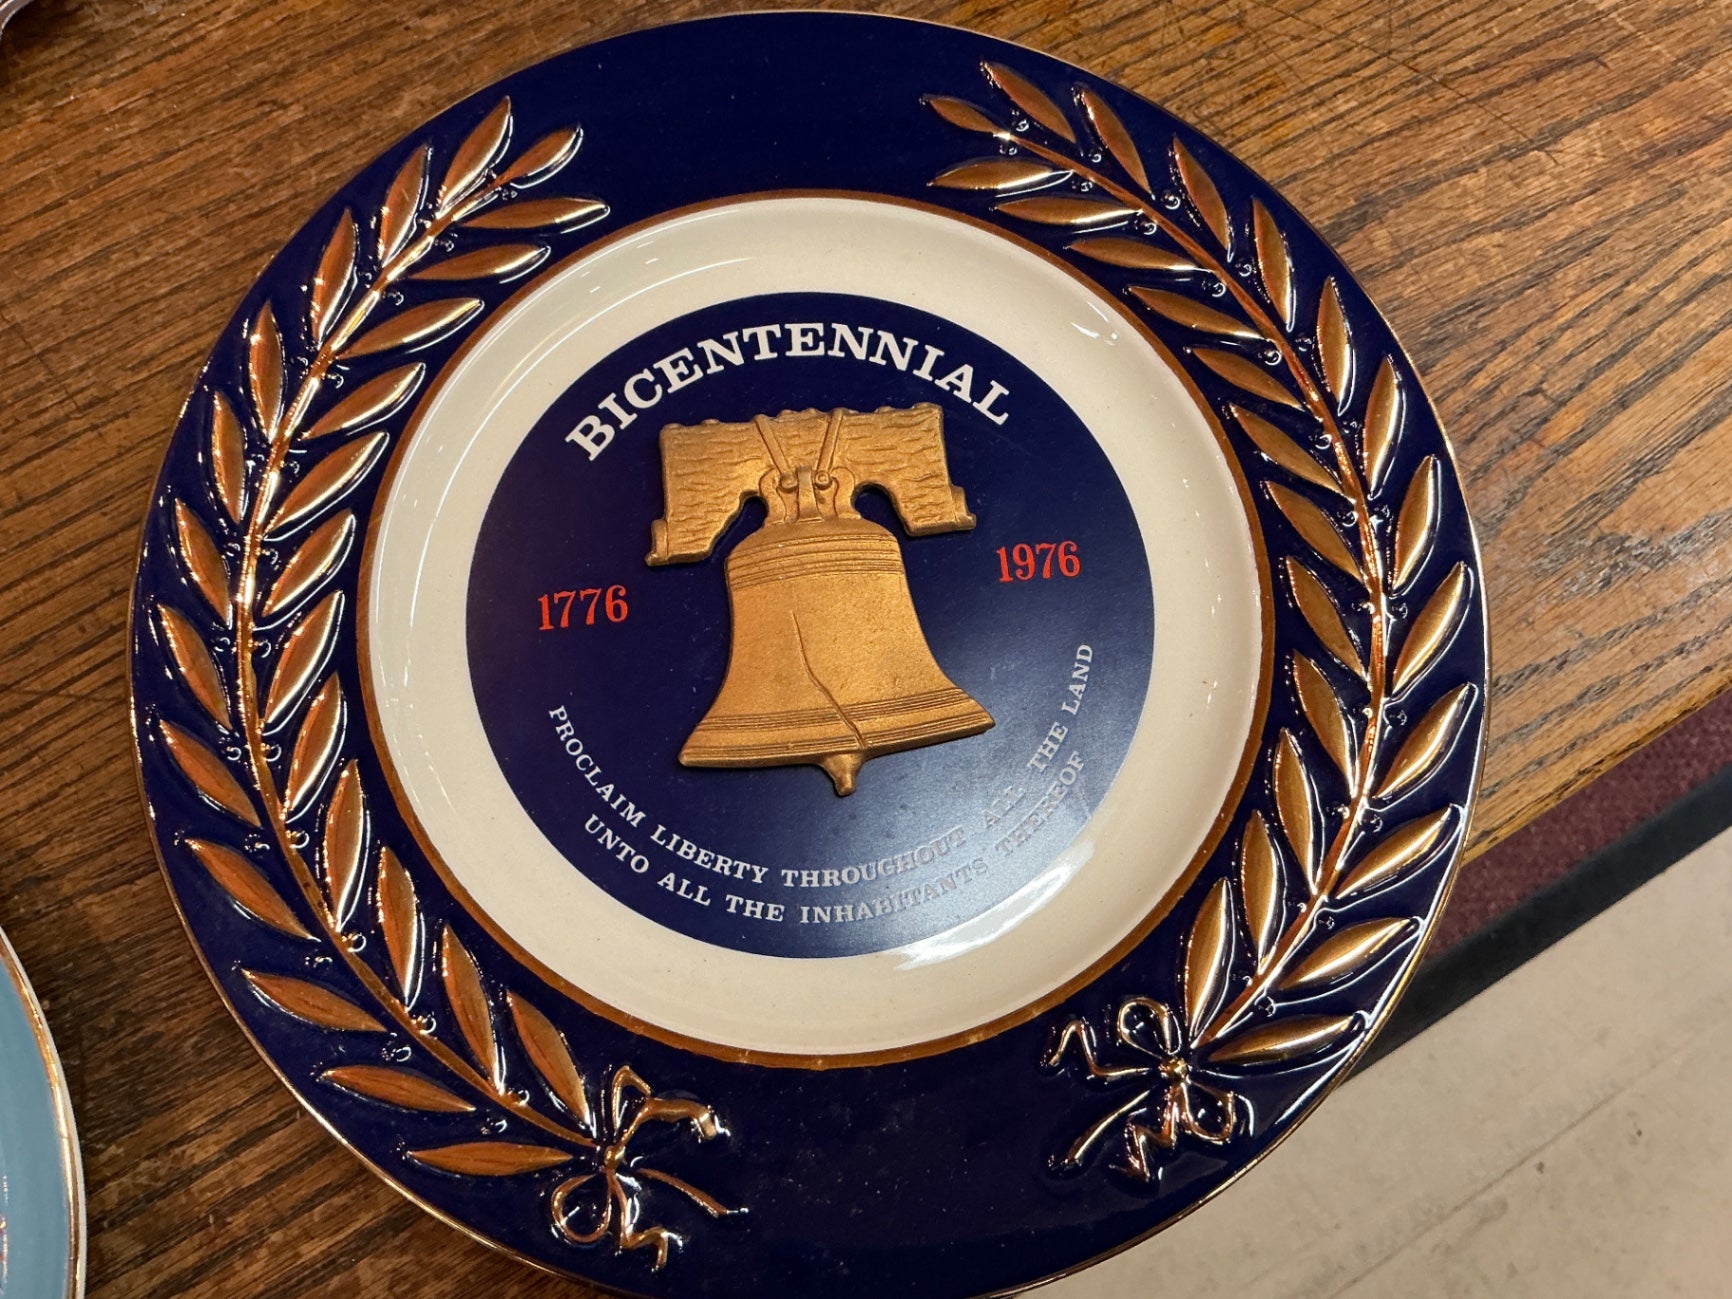 BICENTENNIAL
1776
1976
PROCLAIM LIBERTY THROUGHOUT ALL THE LAND
UNTO ALL THE INHABITANTS THEREOF